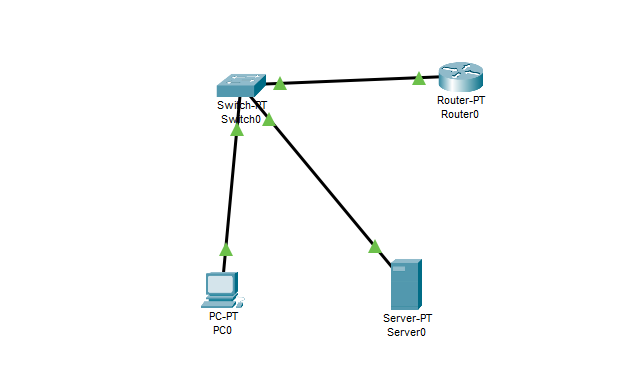 Router-PT
Router0
Switch-PT
Switch0
PC-PT
PC0
Server-PT
Server0